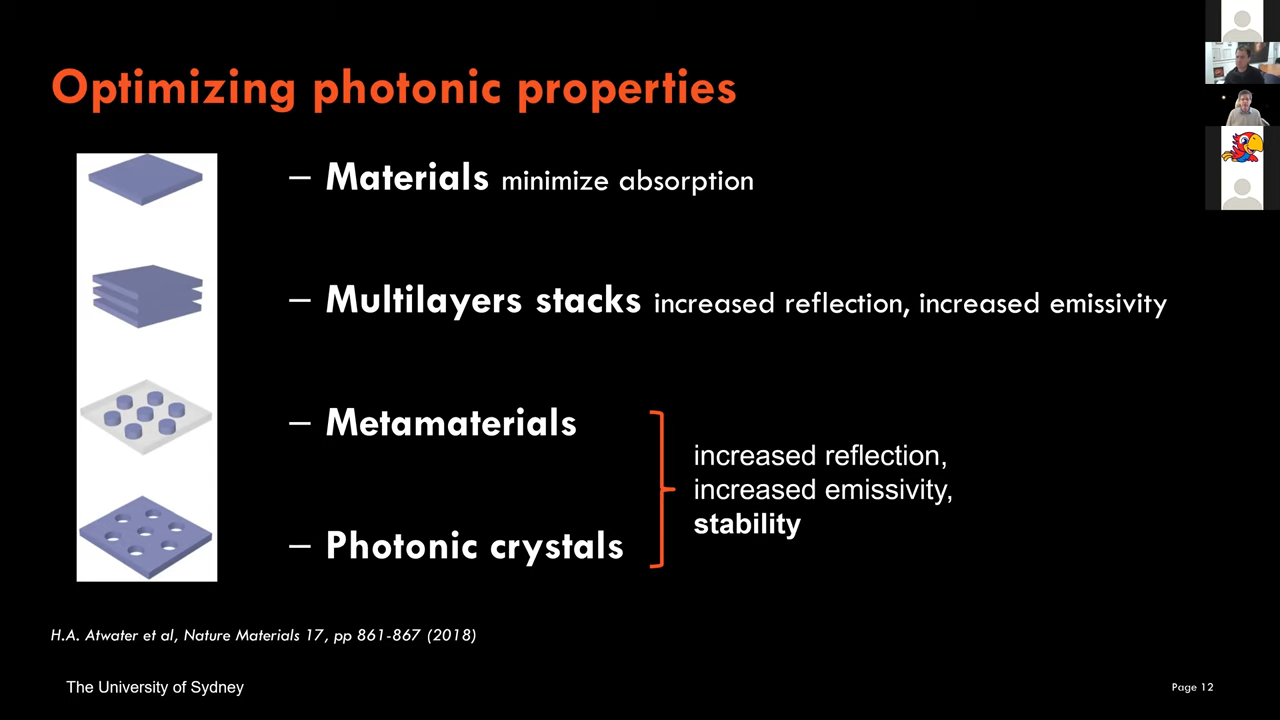 Optimizing photonic properties
– Materials minimize absorption
– Multilayers stacks increased reflection, increased emissivity
– Metamaterials
– Photonic crystals
increased reflection,
increased emissivity,
stability
H.A. Atwater et al, Nature Materials 17, pp 861-867 (2018)
The University of Sydney
Page 12